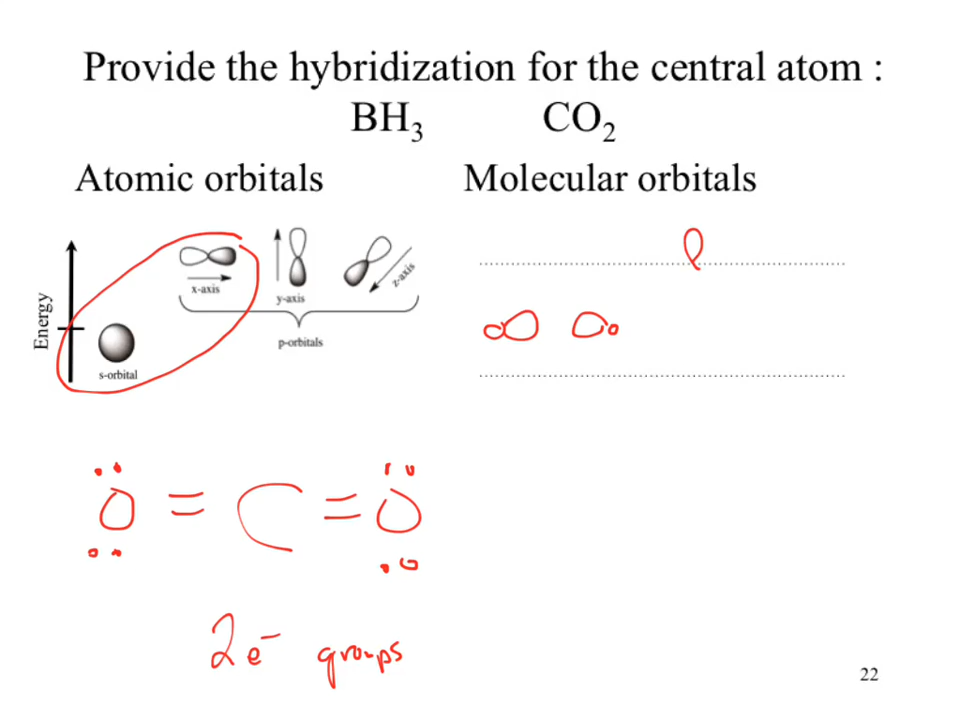 Provide the hybridization for the central atom :
BH₃ CO₂
Atomic orbitals Molecular orbitals
Energy
s-orbital
x-axis
y-axis
z-axis
p-orbitals
O = C = O
2e⁻ groups
22